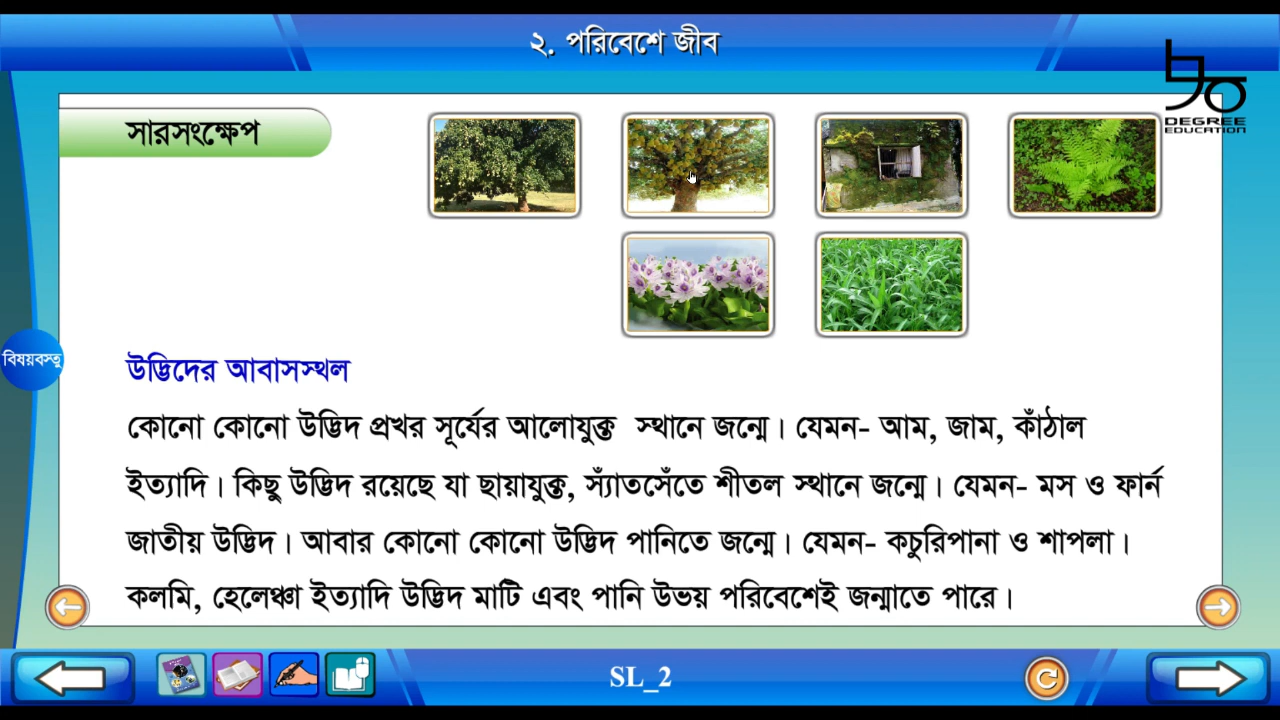 ২. পরিবেশে জীব
DEGREE
EDUCATION
সারসংক্ষেপ
বিষয়বস্তু
উদ্ভিদের আবাসস্থল
কোনো কোনো উদ্ভিদ প্রখর সূর্যের আলোযুক্ত স্থানে জন্মে। যেমন- আম, জাম, কাঁঠাল
ইত্যাদি। কিছু উদ্ভিদ রয়েছে যা ছায়াযুক্ত, স্যাঁতসেঁতে শীতল স্থানে জন্মে। যেমন- মস ও ফার্ন
জাতীয় উদ্ভিদ। আবার কোনো কোনো উদ্ভিদ পানিতে জন্মে। যেমন- কচুরিপানা ও শাপলা।
কলমি, হেলেঞ্চা ইত্যাদি উদ্ভিদ মাটি এবং পানি উভয় পরিবেশেই জন্মাতে পারে।
SL_2